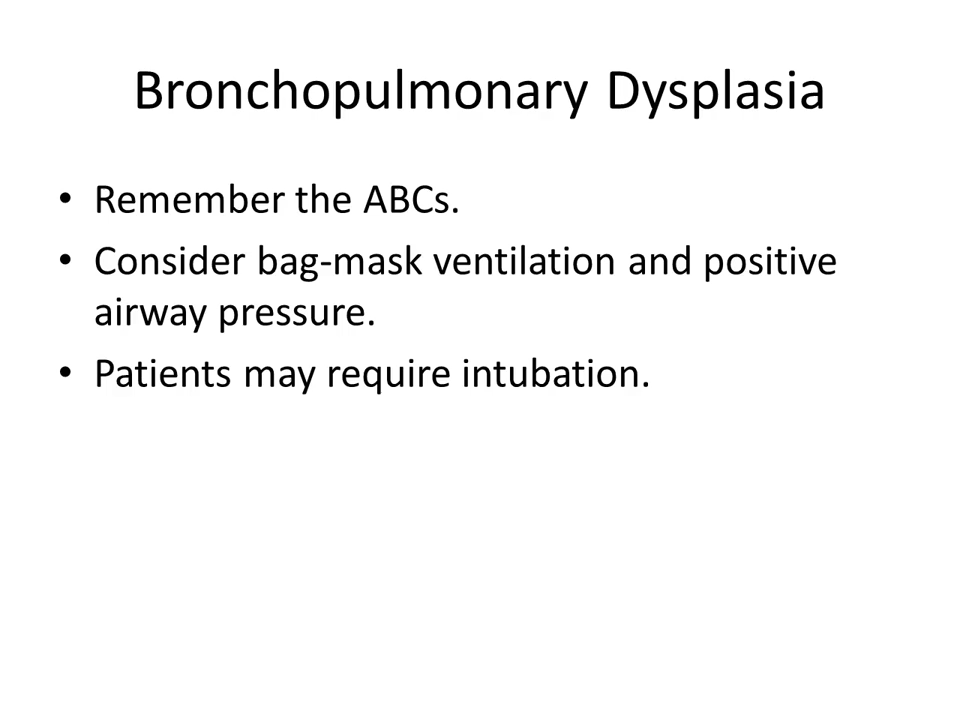 Bronchopulmonary Dysplasia
• Remember the ABCs.
• Consider bag-mask ventilation and positive
airway pressure.
• Patients may require intubation.